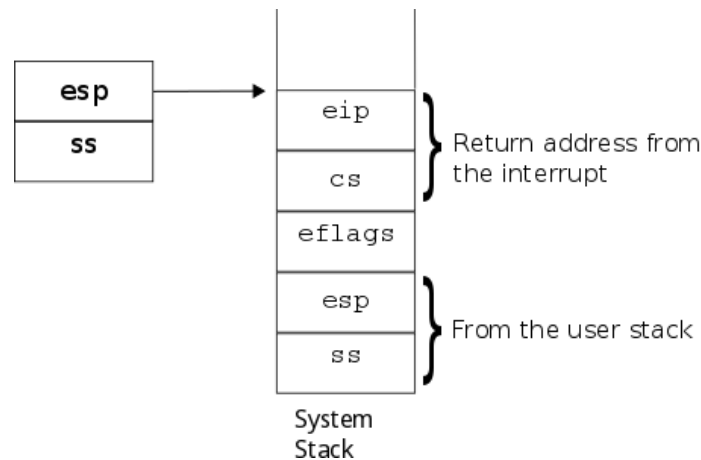 esp
ss
eip
cs
eflags
esp
ss
Return address from
the interrupt
From the user stack
System
Stack